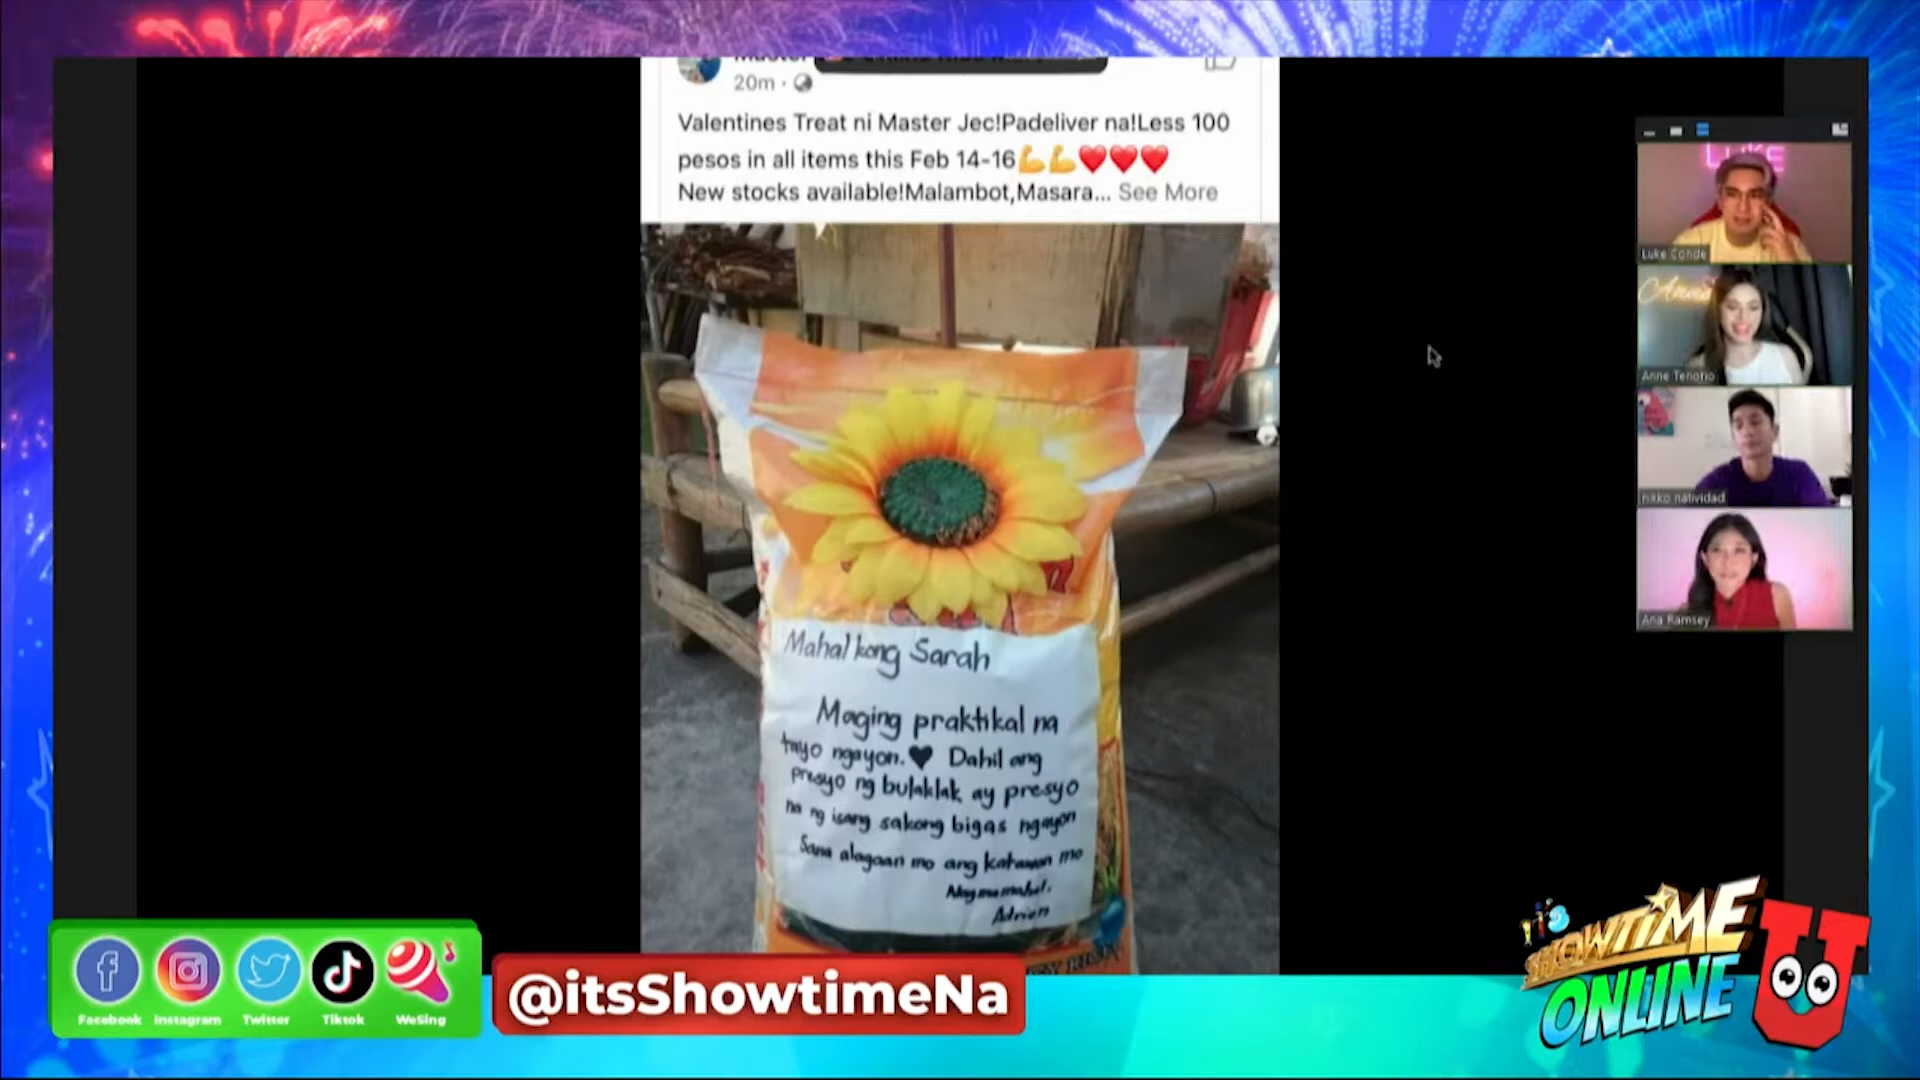 20m
Valentines Treat ni Master Jec!Padeliver na!Less 100
pesos in all items this Feb 14-16💪💪❤️❤️❤️
New stocks available!Malambot,Masara... See More
Mahal kong Sarah
Maging praktikal na
tayo ngayon.♥ Dahil ang
presyo ng bulaklak ay presyo
na ng isang sakong bigas ngayon
Sana alagaan mo ang katawan mo
Nagmamahal.
Adrien
LUKE
Luke Conde
Anne Tenorio
nikko natividad
Ana Ramsey
Facebook
Instagram
Twitter
Tiktok
WeSing
@itsShowtimeNa
it's
SHOWTIME
ONLINE
U